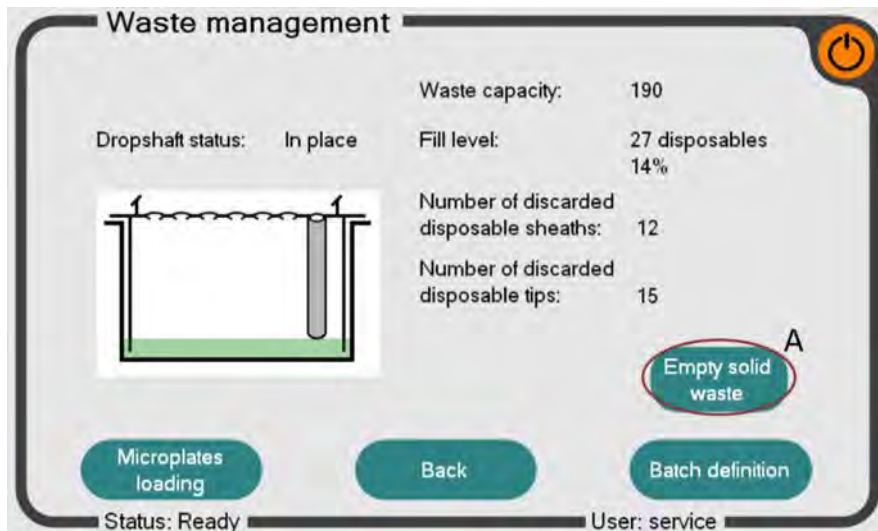 Waste management
Waste capacity: 190
Dropshaft status: In place
Fill level: 27 disposables
14%
Number of discarded
disposable sheaths: 12
Number of discarded
disposable tips: 15
A
Empty solid
waste
Microplates
loading
Back
Batch definition
Status: Ready
User: service